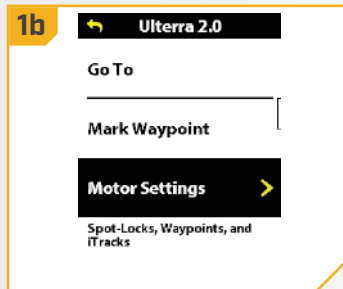 1b
Ulterra 2.0
Go To
Mark Waypoint
Motor Settings
Spot-Locks, Waypoints, and
iTracks